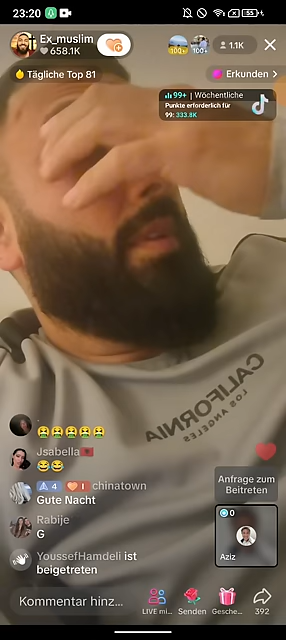 23:20
55
Ex_muslim
658.1K
100+
100+
1.1K
Tägliche Top 81
Erkunden >
99+ | Wöchentliche
Punkte erforderlich für
99: 333.8K
CALIFORNIA
LOS ANGELES
Jsabella
4 1 chinatown
Gute Nacht
Rabije
G
YoussefHamdeli ist
beigetreten
Anfrage zum
Beitreten
0
Aziz
Kommentar hinz...
LIVE mi...
Senden
Gesche...
392